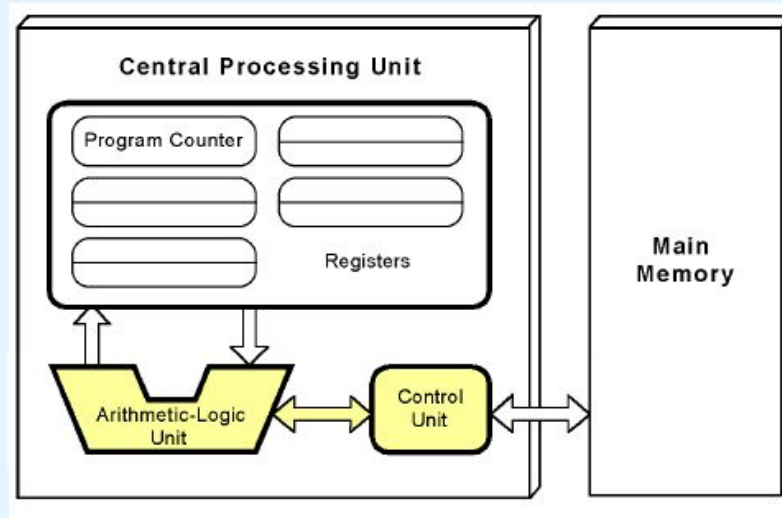 Central Processing Unit
Program Counter
Registers
Main
Memory
Arithmetic-Logic
Unit
Control
Unit